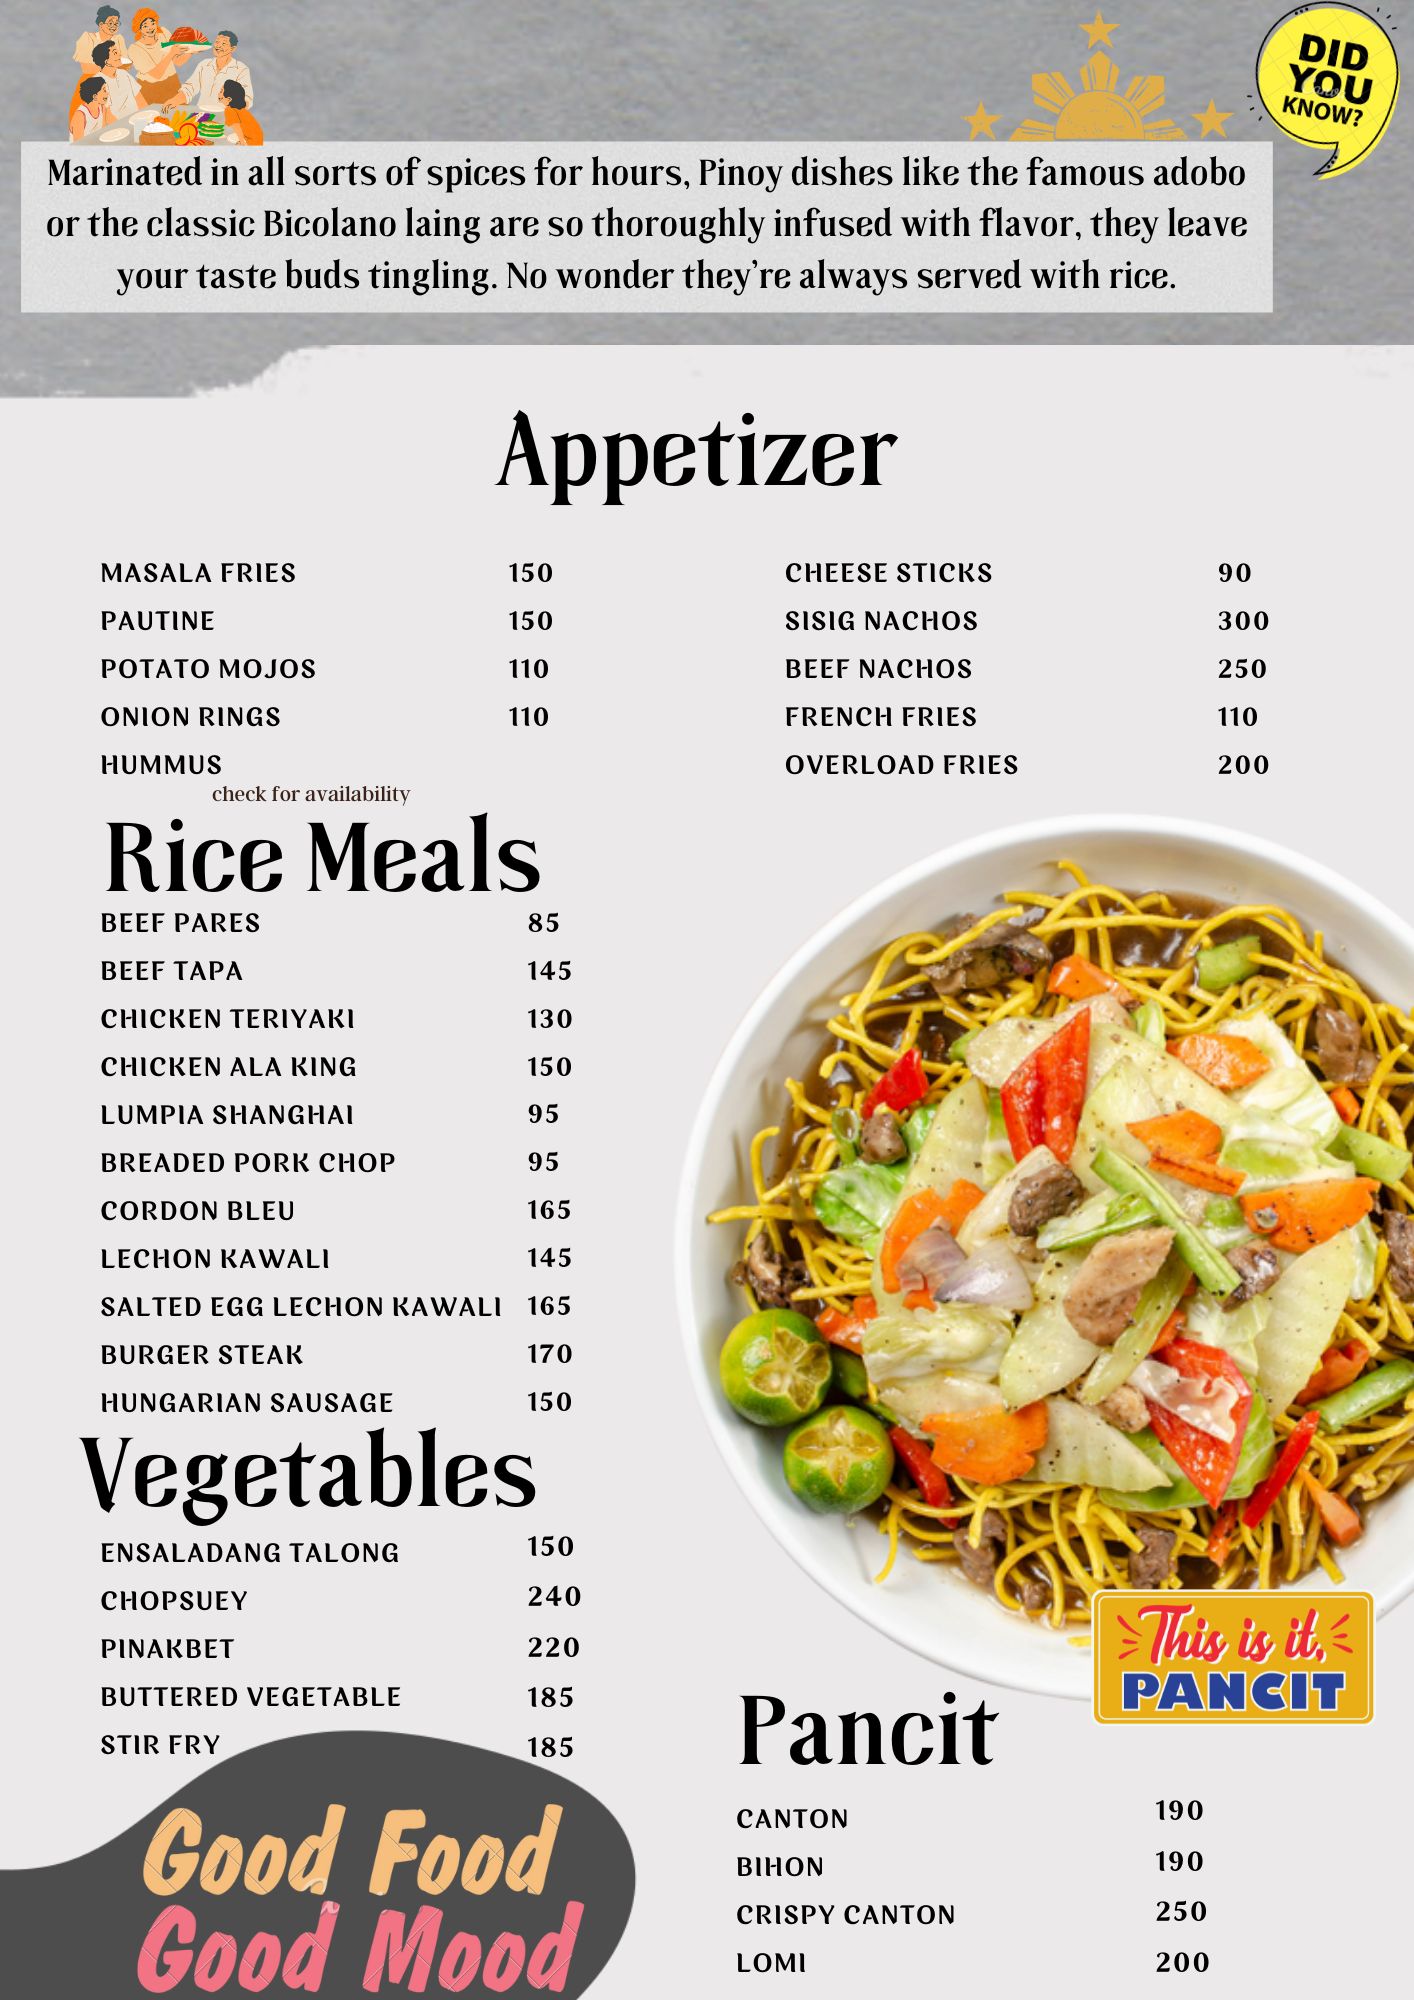 DID
YOU
KNOW?
Marinated in all sorts of spices for hours, Pinoy dishes like the famous adobo
or the classic Bicolano laing are so thoroughly infused with flavor, they leave
your taste buds tingling. No wonder they're always served with rice.
Appetizer
MASALA FRIES 150
PAUTINE 150
POTATO MOJOS 110
ONION RINGS 110
HUMMUS
check for availability
CHEESE STICKS 90
SISIG NACHOS 300
BEEF NACHOS 250
FRENCH FRIES 110
OVERLOAD FRIES 200
Rice Meals
BEEF PARES 85
BEEF TAPA 145
CHICKEN TERIYAKI 130
CHICKEN ALA KING 150
LUMPIA SHANGHAI 95
BREADED PORK CHOP 95
CORDON BLEU 165
LECHON KAWALI 145
SALTED EGG LECHON KAWALI 165
BURGER STEAK 170
HUNGARIAN SAUSAGE 150
Vegetables
ENSALADANG TALONG 150
CHOPSUEY 240
PINAKBET 220
BUTTERED VEGETABLE 185
STIR FRY 185
Good Food
Good Mood
This is it,
PANCIT
Pancit
CANTON 190
BIHON 190
CRISPY CANTON 250
LOMI 200